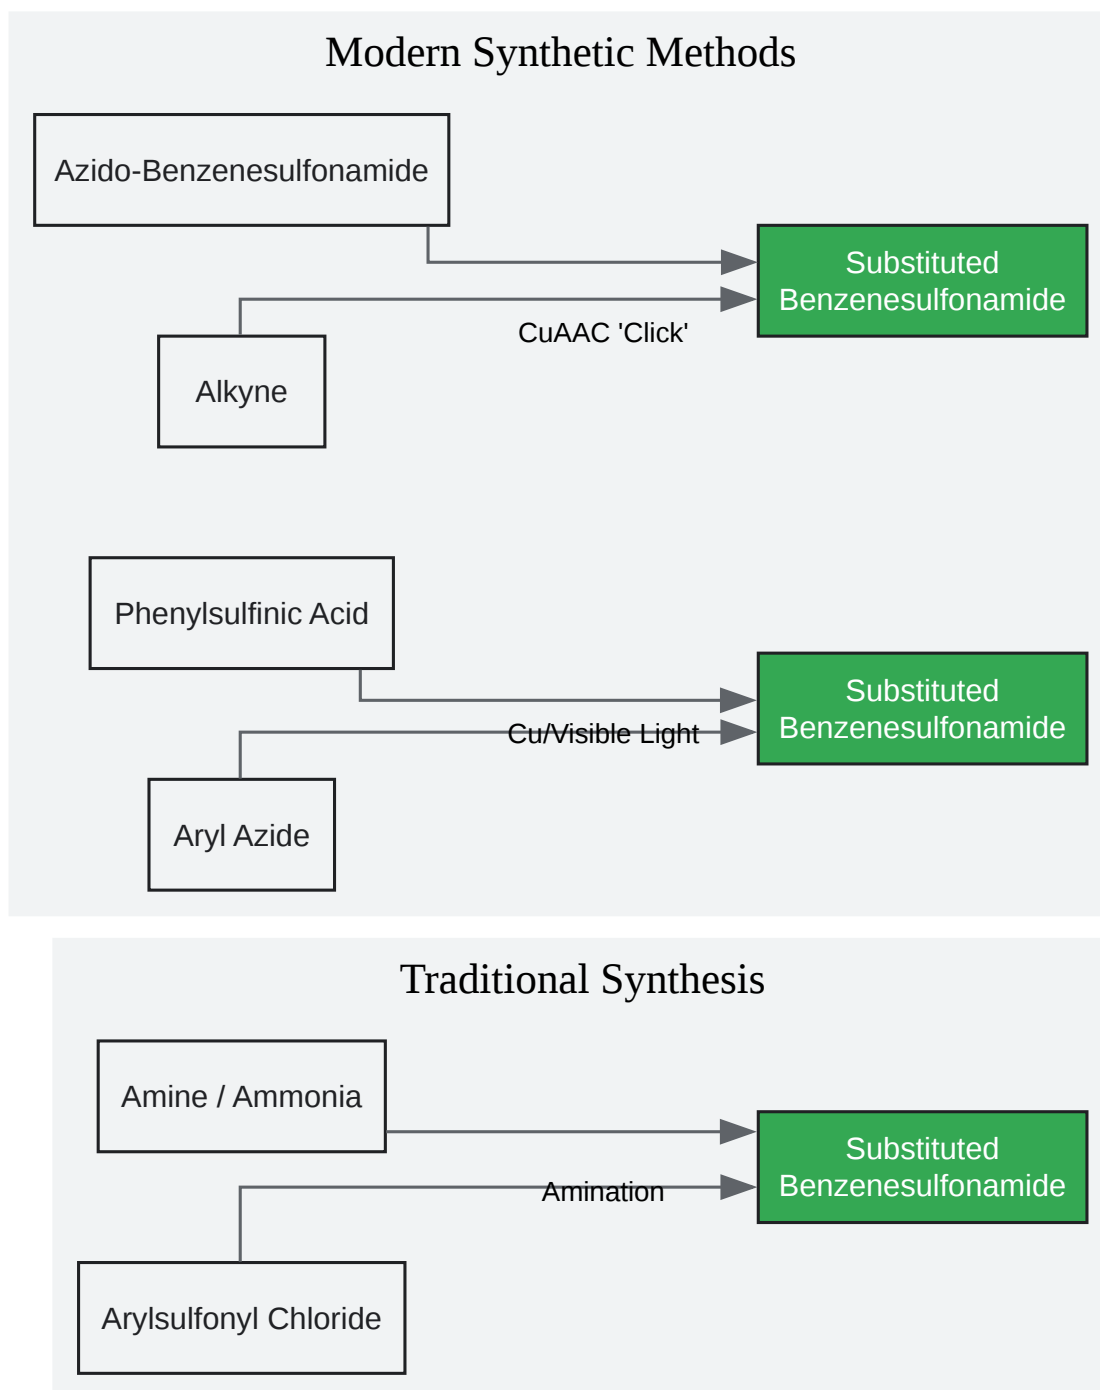 Modern Synthetic Methods
Azido-Benzenesulfonamide
Substituted
Benzenesulfonamide
CuAAC 'Click'
Alkyne
Phenylsulfinic Acid
Substituted
Benzenesulfonamide
Cu/Visible Light
Aryl Azide
Traditional Synthesis
Amine / Ammonia
Substituted
Benzenesulfonamide
Amination
Arylsulfonyl Chloride